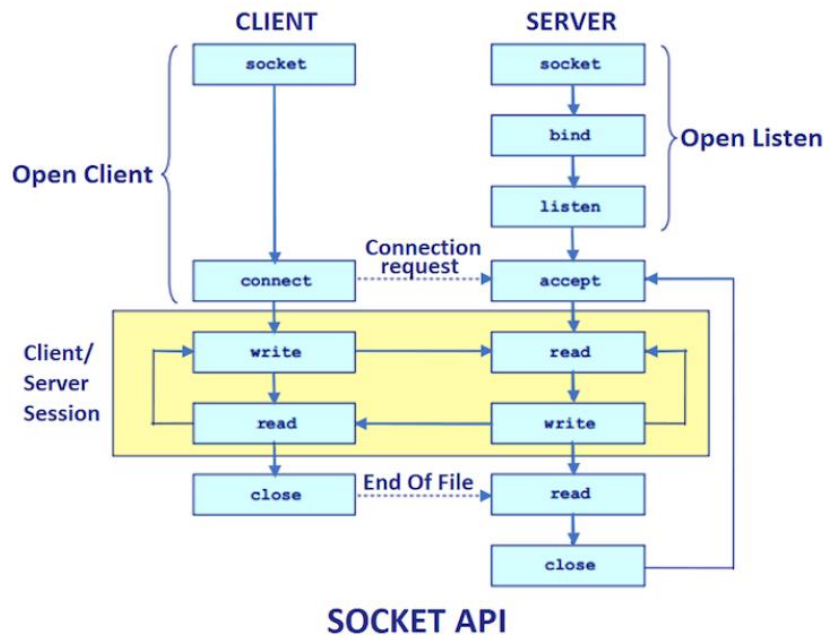 CLIENT
SERVER
socket
socket
bind
Open Listen
Open Client
listen
Connection
request
connect
accept
Client/
Server
Session
write
read
read
write
close
End Of File
read
close
SOCKET API